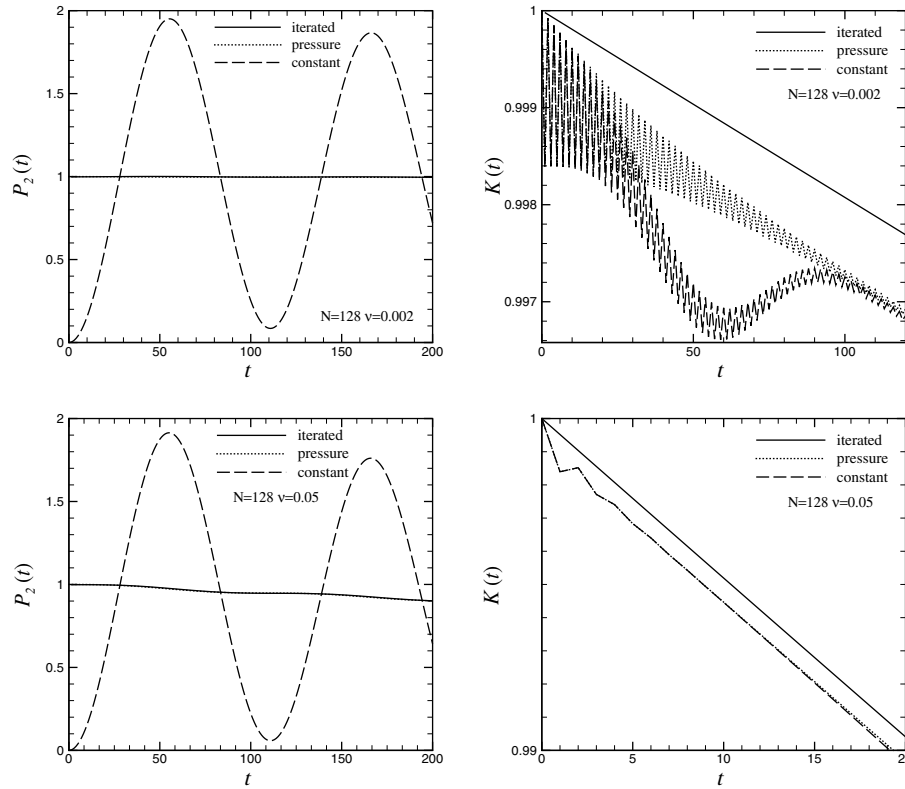 P2(t)
2
1.5
1
0.5
0
0
50
100
150
200
t
iterated
pressure
constant
N=128 ν=0.002
K(t)
1
0.999
0.998
0.997
0
50
100
t
iterated
pressure
constant
N=128 ν=0.002
P2(t)
2
1.5
1
0.5
0
0
50
100
150
200
t
iterated
pressure
constant
N=128 ν=0.05
K(t)
1
0.99
0
5
10
15
t
iterated
pressure
constant
N=128 ν=0.05